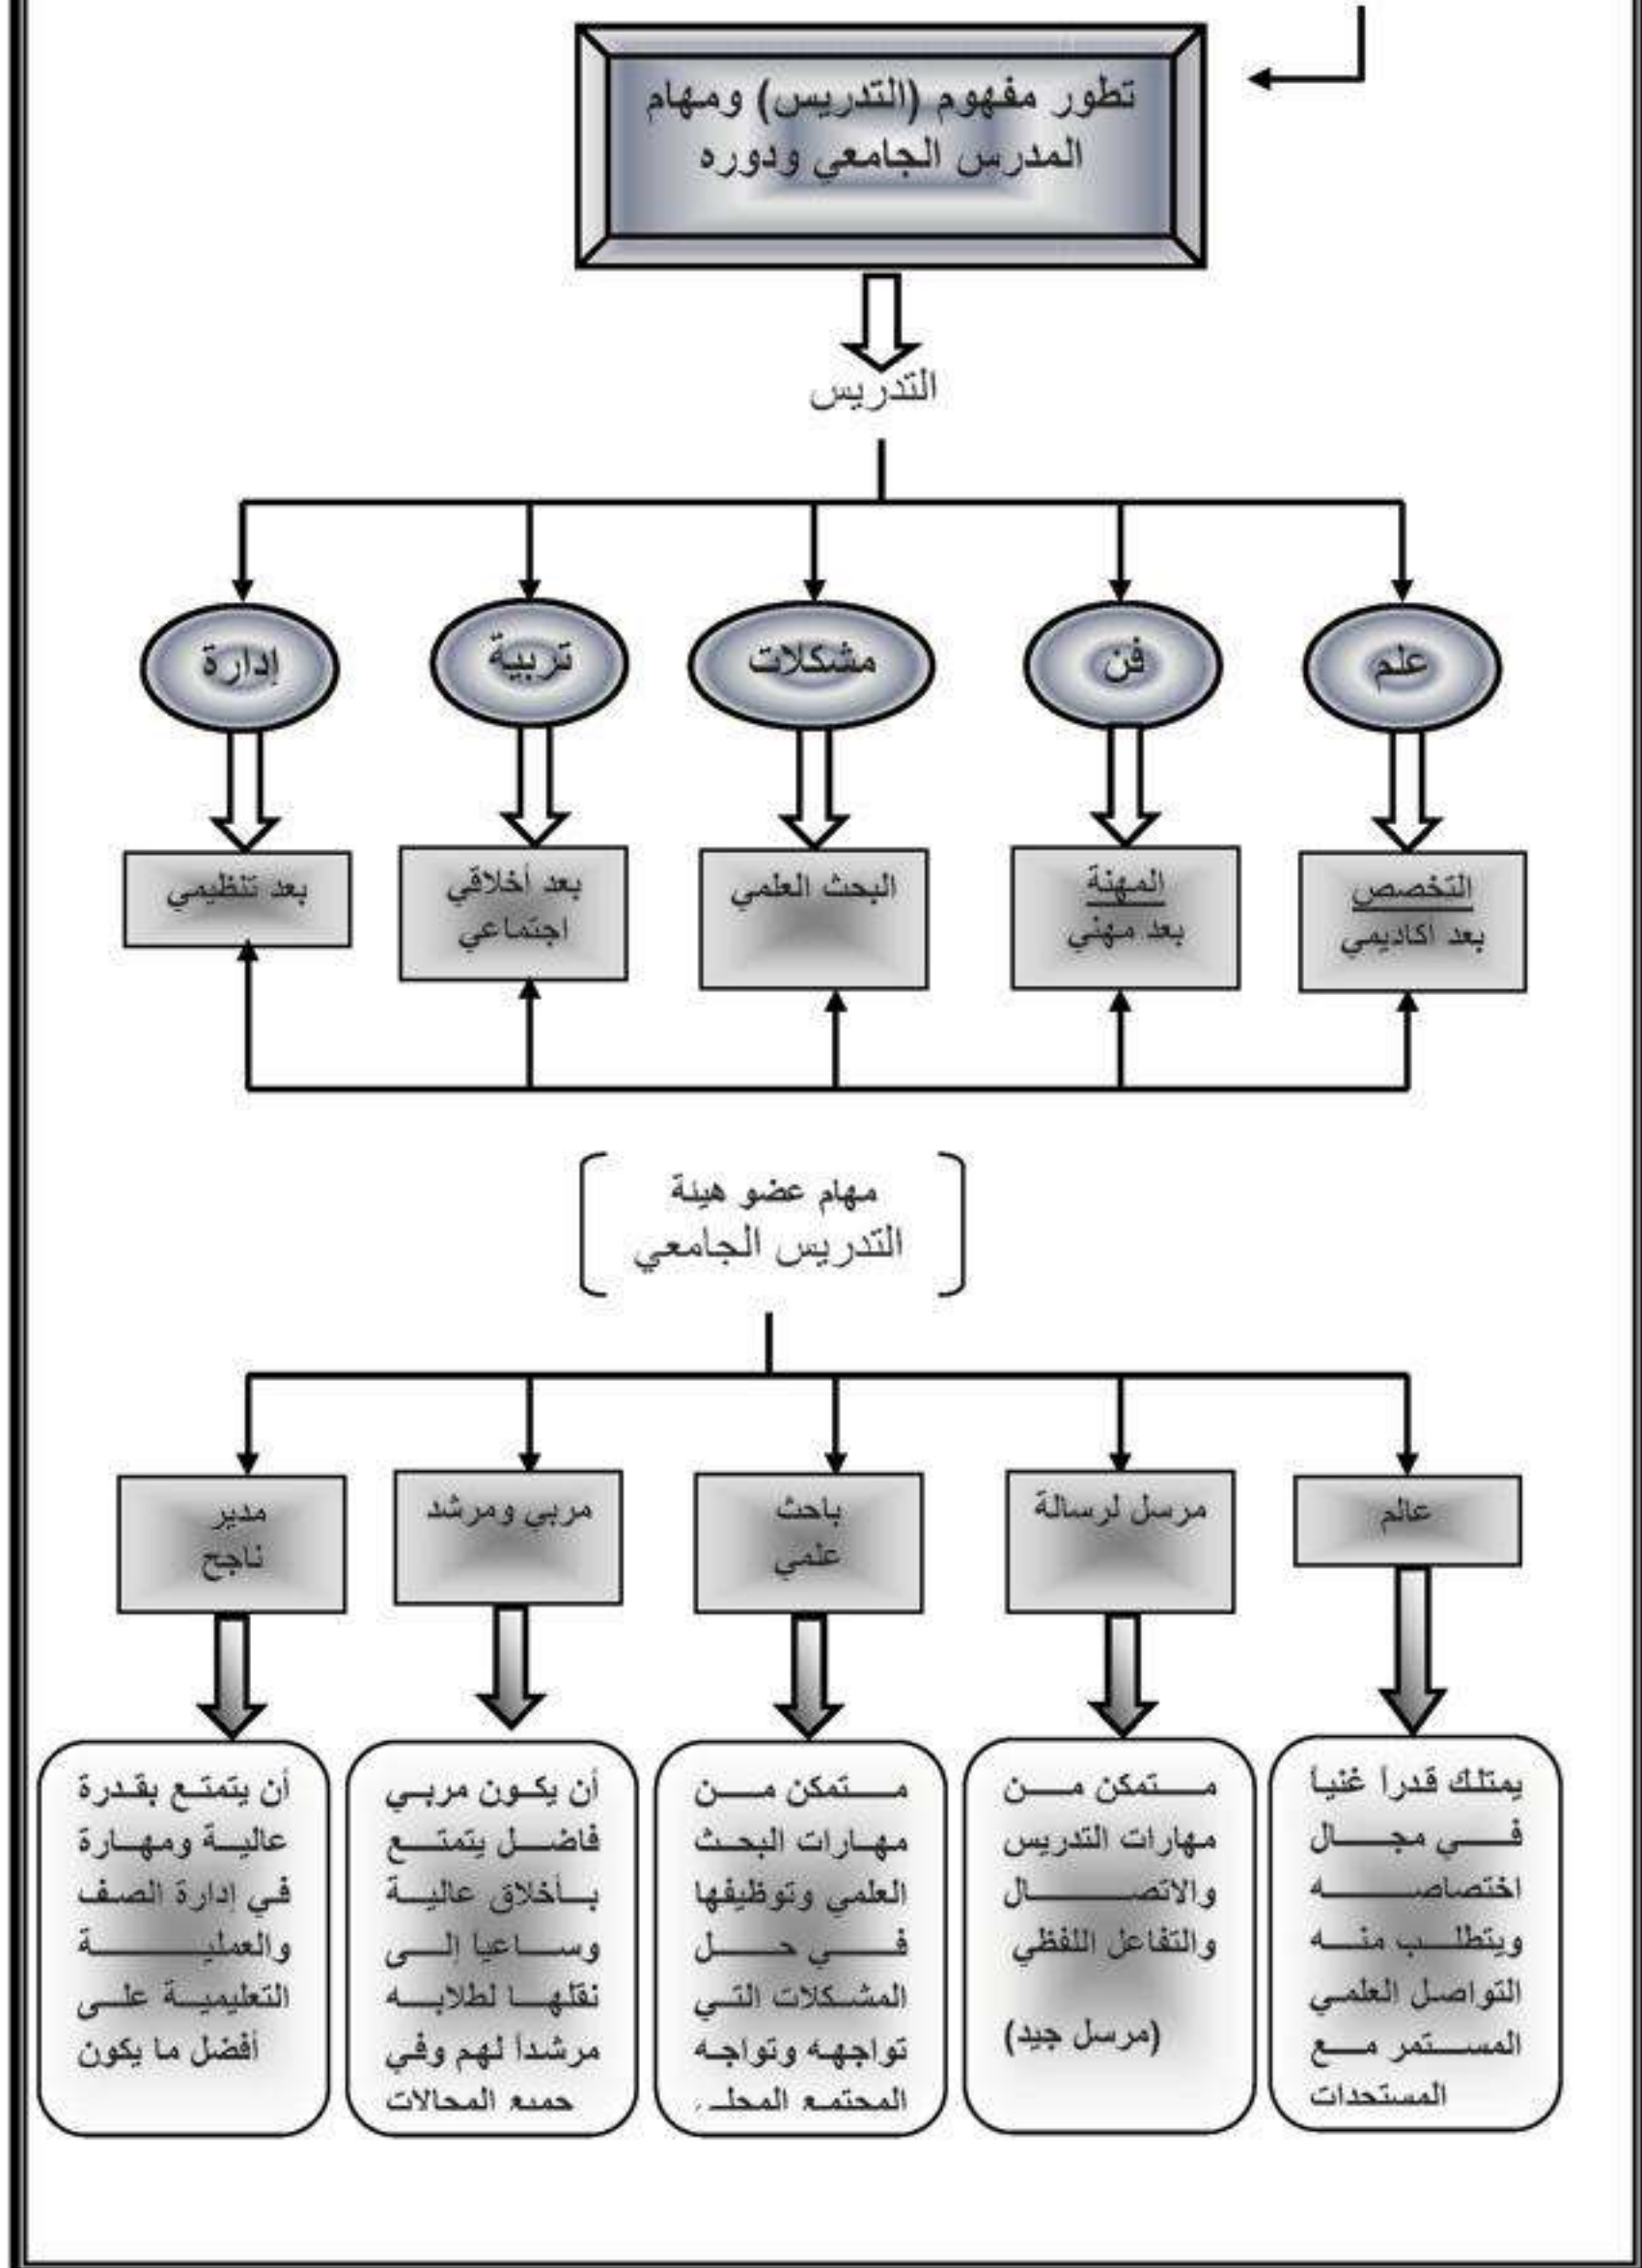 تطور مفهوم (التدريس) ومهام
المدرس الجامعي ودوره
التدريس
علم
فن
مشكلات
تربية
إدارة
التخصص
بعد اكاديمي
المهنة
بعد مهني
البحث العلمي
بعد أخلاقي
اجتماعي
بعد تنظيمي
مهام عضو هيئة
التدريس الجامعي
عالم
مرسل لرسالة
باحث
علمي
مربي ومرشد
مدير
ناجح
يمتلك قدراً غنياً
في مجال
اختصاصه
ويتطلب منه
التواصل العلمي
المستمر مع
المستجدات
متمكن من
مهارات التدريس
والاتصال
والتفاعل اللفظي
(مرسل جيد)
متمكن من
مهارات البحث
العلمي وتوظيفها
في حل
المشكلات التي
تواجهه وتواجه
المجتمع المحلي
أن يكون مربي
فاضل يتمتع
بأخلاق عالية
وساعيا إلى
نقلها لطلابه
مرشداً لهم وفي
جميع المجالات
أن يتمتع بقدرة
عالية ومهارة
في إدارة الصف
والعملية
التعليمية على
أفضل ما يكون